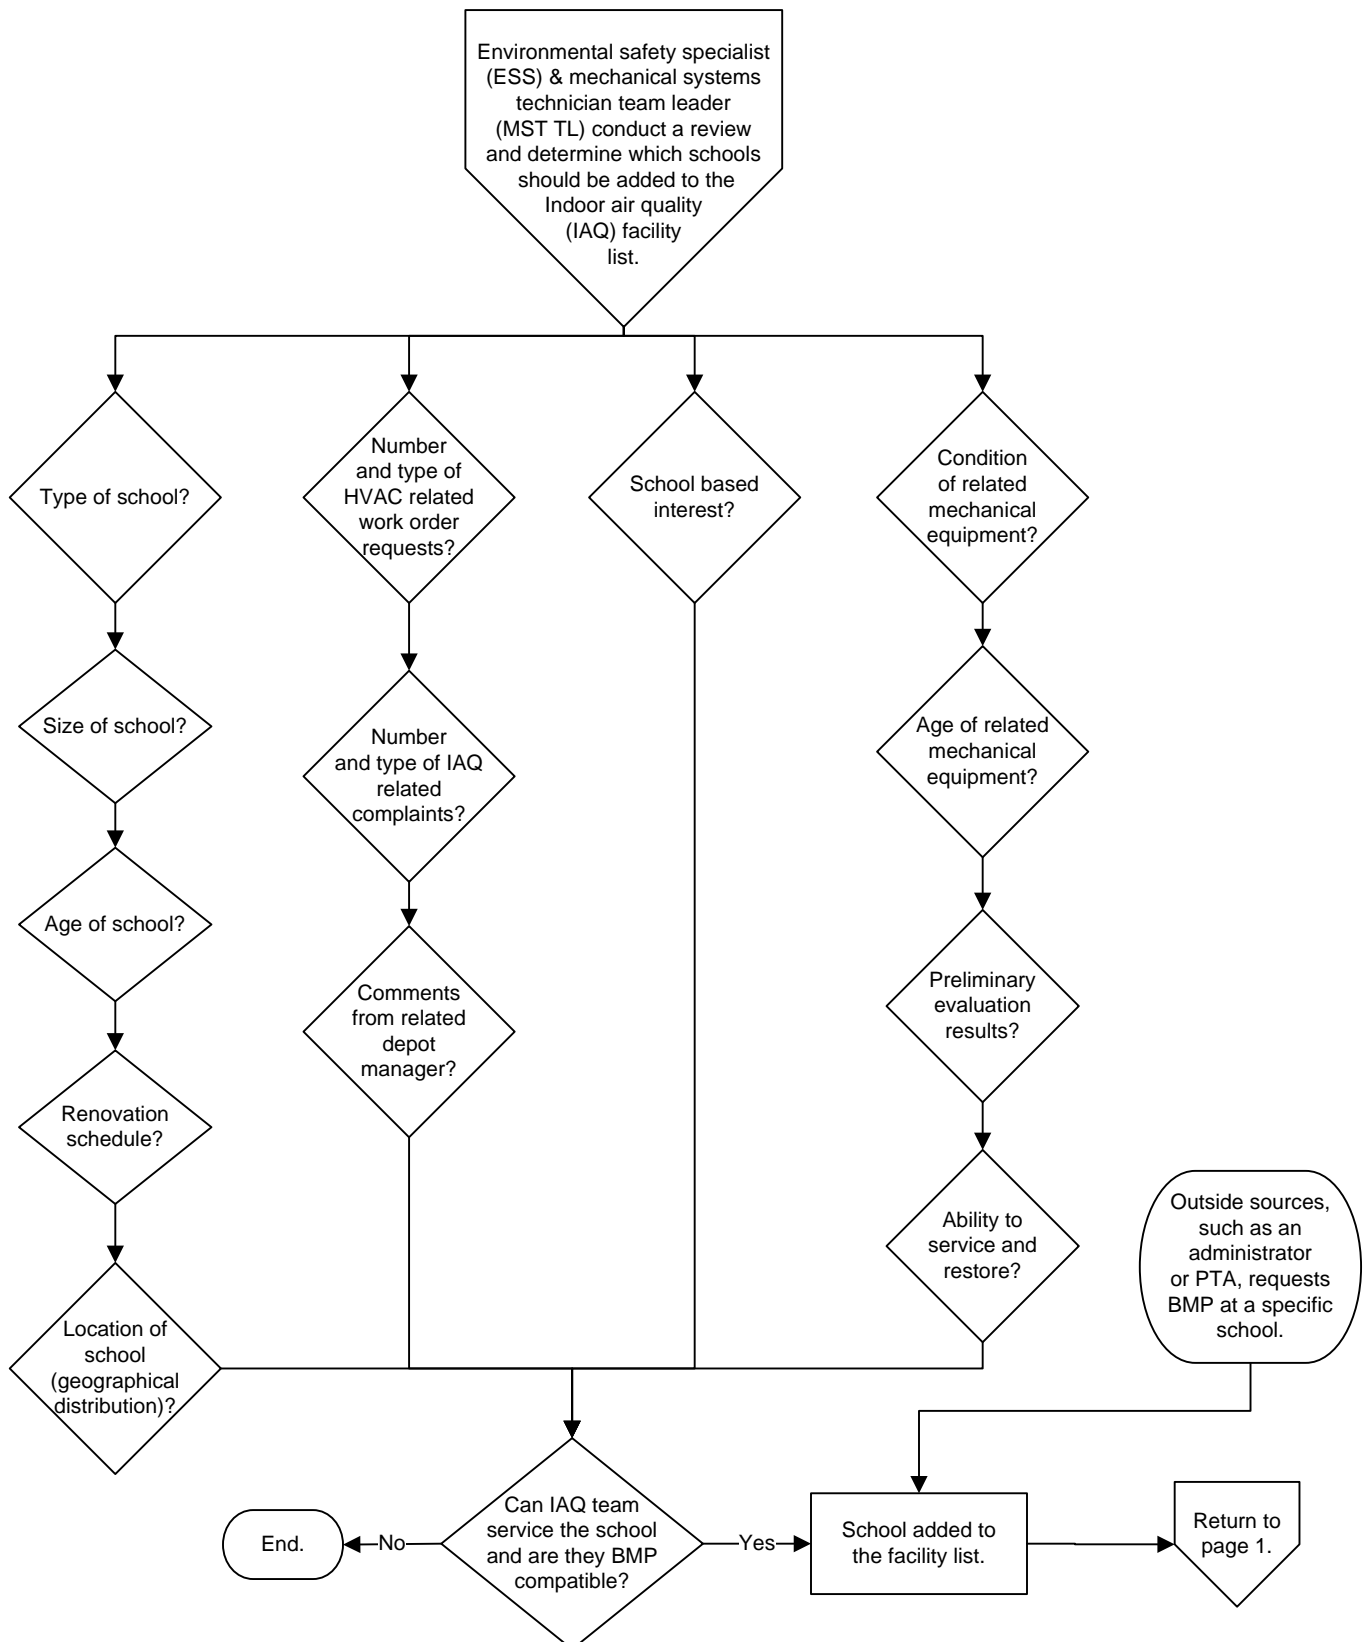 Environmental safety specialist
(ESS) & mechanical systems
technician team leader
(MST TL) conduct a review
and determine which schools
should be added to the
Indoor air quality
(IAQ) facility
list.
Type of school?
Number
and type of
HVAC related
work order
requests?
School based
interest?
Condition
of related
mechanical
equipment?
Size of school?
Number
and type of IAQ
related
complaints?
Age of related
mechanical
equipment?
Age of school?
Comments
from related
depot
manager?
Preliminary
evaluation
results?
Renovation
schedule?
Ability to
service and
restore?
Outside sources,
such as an
administrator
or PTA, requests
BMP at a specific
school.
Location of
school
(geographical
distribution)?
End.
No
Can IAQ team
service the school
and are they BMP
compatible?
Yes
School added to
the facility list.
Return to
page 1.